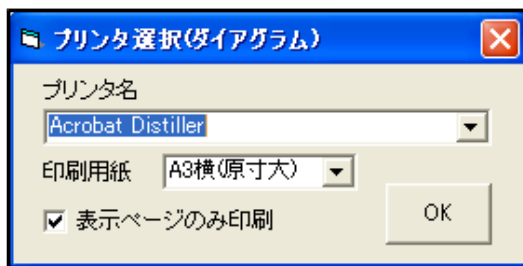 プリンタ選択(ダイアグラム)
プリンタ名
Acrobat Distiller
印刷用紙 A3横(原寸大)
表示ページのみ印刷
OK